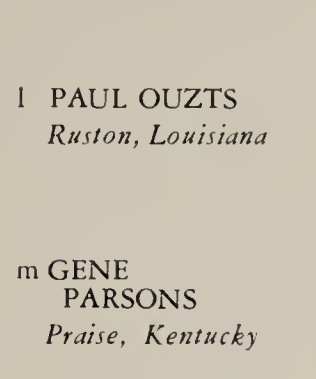 l PAUL OUZTS
Ruston, Louisiana
m GENE
PARSONS
Praise, Kentucky